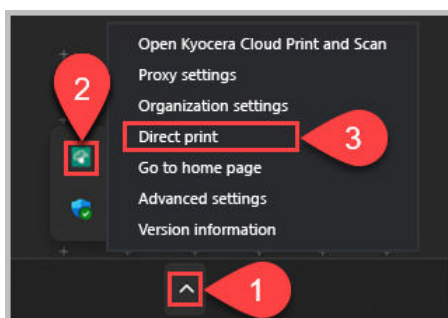 Open Kyocera Cloud Print and Scan
Proxy settings
Organization settings
2
Direct print
3
Go to home page
Advanced settings
Version information
1